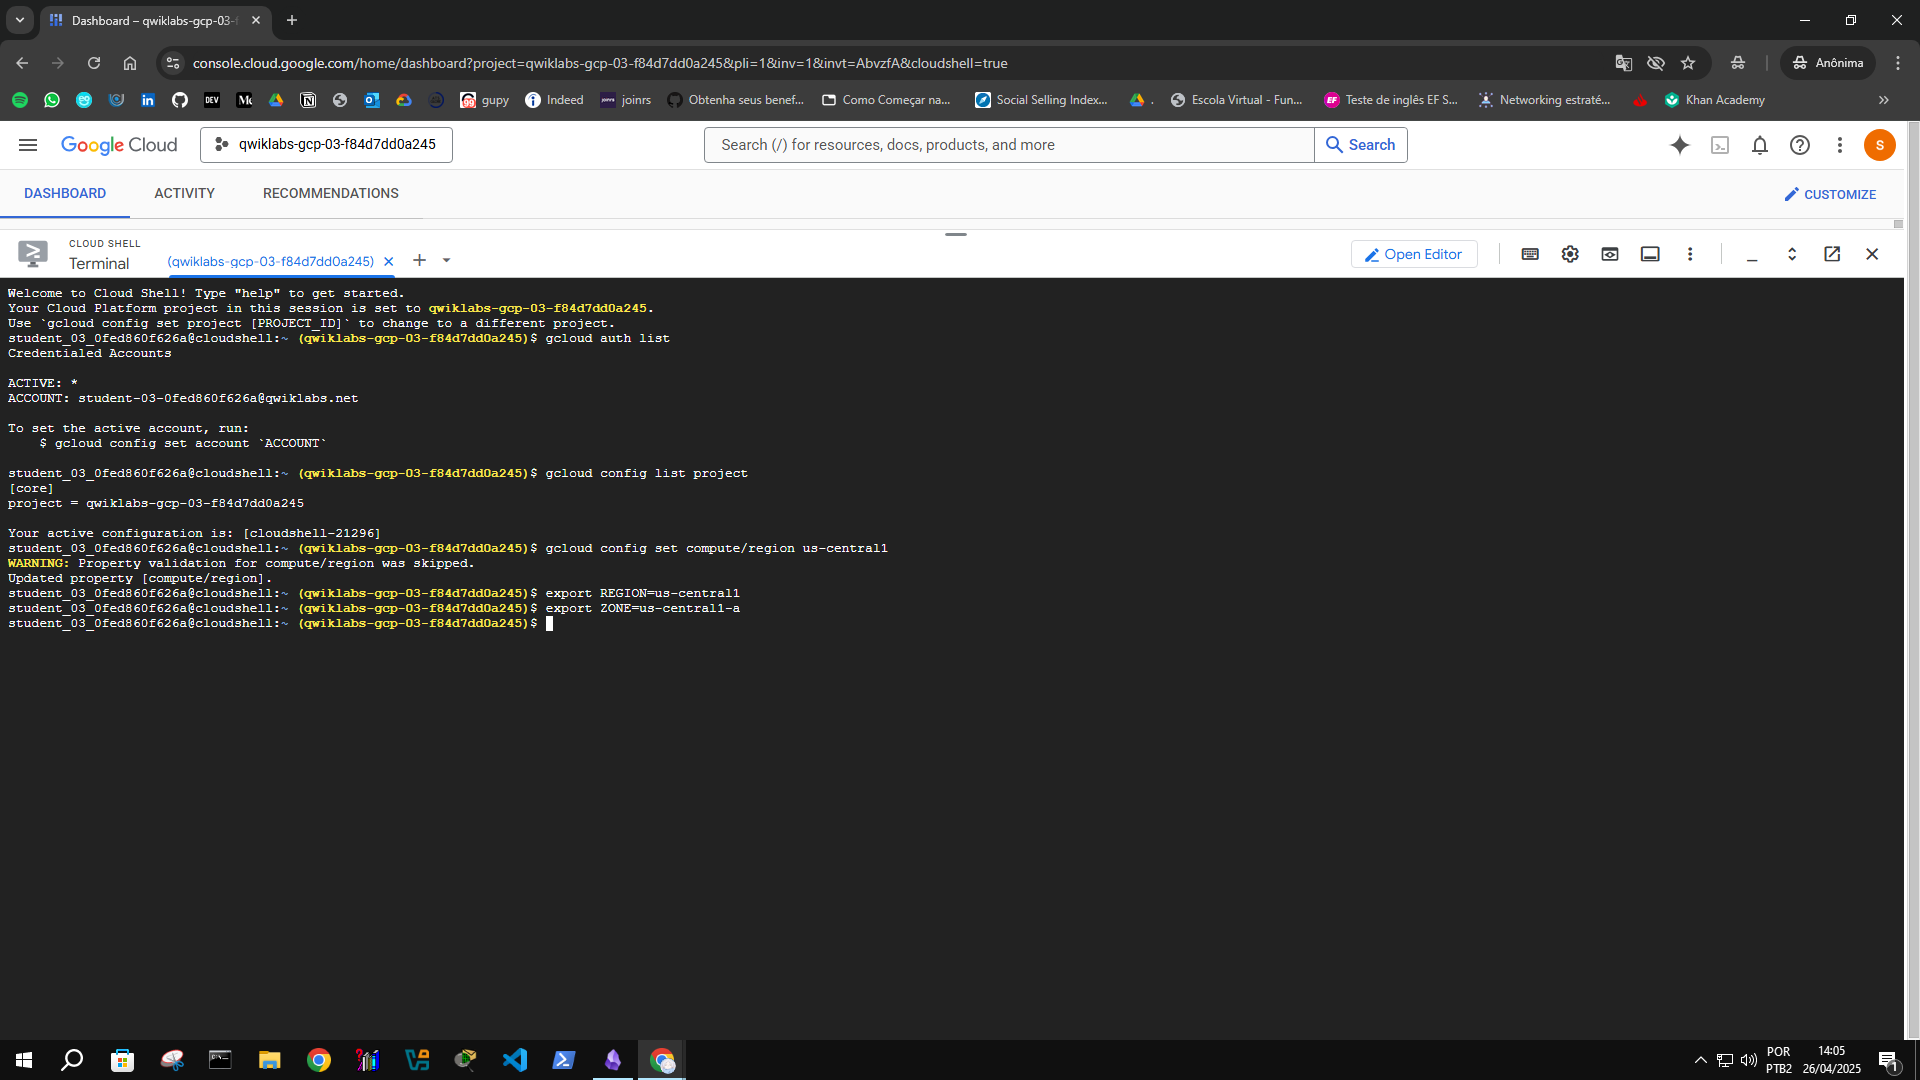 Dashboard – qwiklabs-gcp-03-f
console.cloud.google.com/home/dashboard?project=qwiklabs-gcp-03-f84d7dd0a245&pli=1&inv=1&invt=AbvzfA&cloudshell=true
Anônima
gupy
Indeed
joinrs
Obtenha seus benef...
Como Começar na...
Social Selling Index...
.
Escola Virtual - Fun...
EF
Teste de inglês EF S...
Networking estraté...
Khan Academy
Google Cloud
qwiklabs-gcp-03-f84d7dd0a245
Search (/) for resources, docs, products, and more
Search
S
DASHBOARD
ACTIVITY
RECOMMENDATIONS
CUSTOMIZE
CLOUD SHELL
Terminal
(qwiklabs-gcp-03-f84d7dd0a245)
Open Editor
Welcome to Cloud Shell! Type "help" to get started.
Your Cloud Platform project in this session is set to qwiklabs-gcp-03-f84d7dd0a245.
Use `gcloud config set project [PROJECT_ID]` to change to a different project.
student_03_0fed860f626a@cloudshell:~ (qwiklabs-gcp-03-f84d7dd0a245)$ gcloud auth list
Credentialed Accounts
ACTIVE: *
ACCOUNT: student-03-0fed860f626a@qwiklabs.net
To set the active account, run:
$ gcloud config set account `ACCOUNT`
student_03_0fed860f626a@cloudshell:~ (qwiklabs-gcp-03-f84d7dd0a245)$ gcloud config list project
[core]
project = qwiklabs-gcp-03-f84d7dd0a245
Your active configuration is: [cloudshell-21296]
student_03_0fed860f626a@cloudshell:~ (qwiklabs-gcp-03-f84d7dd0a245)$ gcloud config set compute/region us-central1
WARNING: Property validation for compute/region was skipped.
Updated property [compute/region].
student_03_0fed860f626a@cloudshell:~ (qwiklabs-gcp-03-f84d7dd0a245)$ export REGION=us-central1
student_03_0fed860f626a@cloudshell:~ (qwiklabs-gcp-03-f84d7dd0a245)$ export ZONE=us-central1-a
student_03_0fed860f626a@cloudshell:~ (qwiklabs-gcp-03-f84d7dd0a245)$
POR
PTB2
14:05
26/04/2025
1